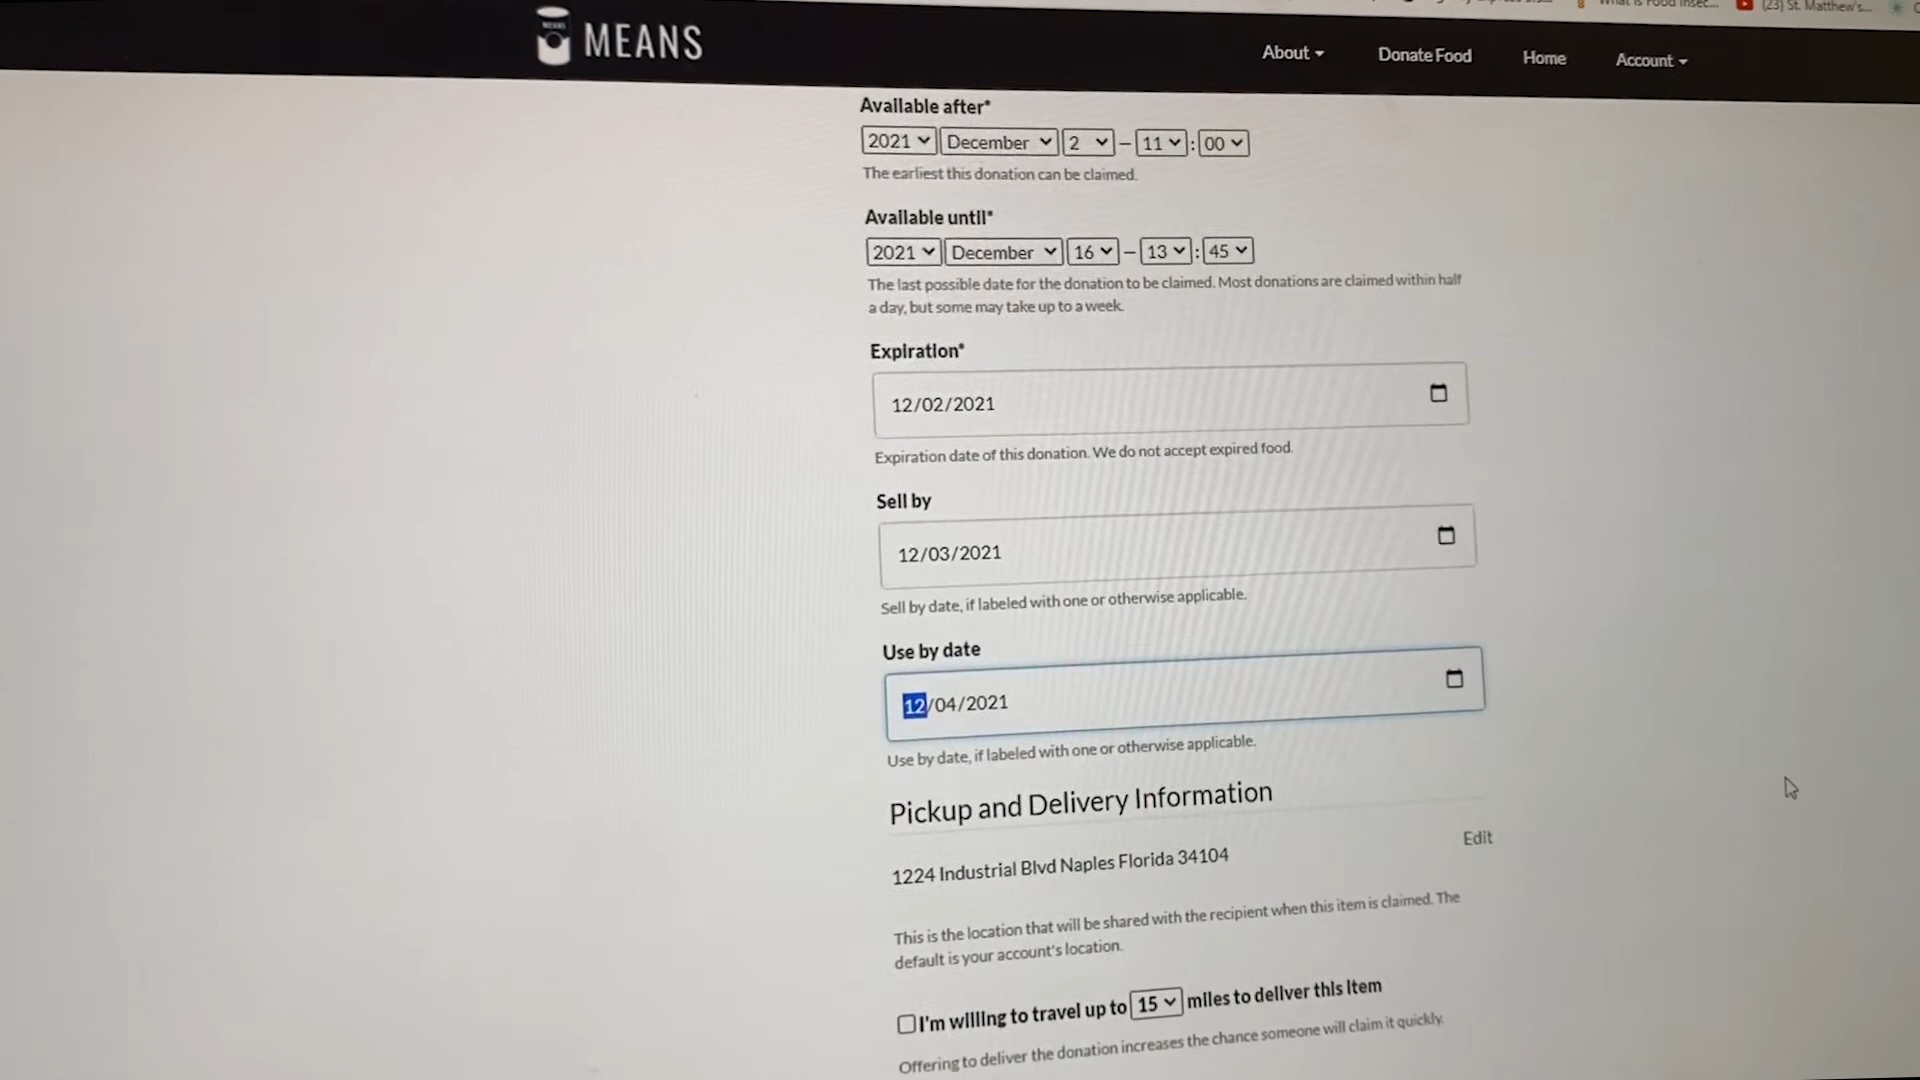 What is Food Insec...
(23) St. Matthew's...
MEANS
About
Donate Food
Home
Account
Available after*
2021 December 2 – 11 : 00
The earliest this donation can be claimed.
Available until*
2021 December 16 – 13 : 45
The last possible date for the donation to be claimed. Most donations are claimed within half
a day, but some may take up to a week.
Expiration*
12/02/2021
Expiration date of this donation. We do not accept expired food.
Sell by
12/03/2021
Sell by date, if labeled with one or otherwise applicable.
Use by date
12/04/2021
Use by date, if labeled with one or otherwise applicable.
Pickup and Delivery Information
Edit
1224 Industrial Blvd Naples Florida 34104
This is the location that will be shared with the recipient when this item is claimed. The
default is your account's location.
I'm willing to travel up to 15 miles to deliver this item
Offering to deliver the donation increases the chance someone will claim it quickly.